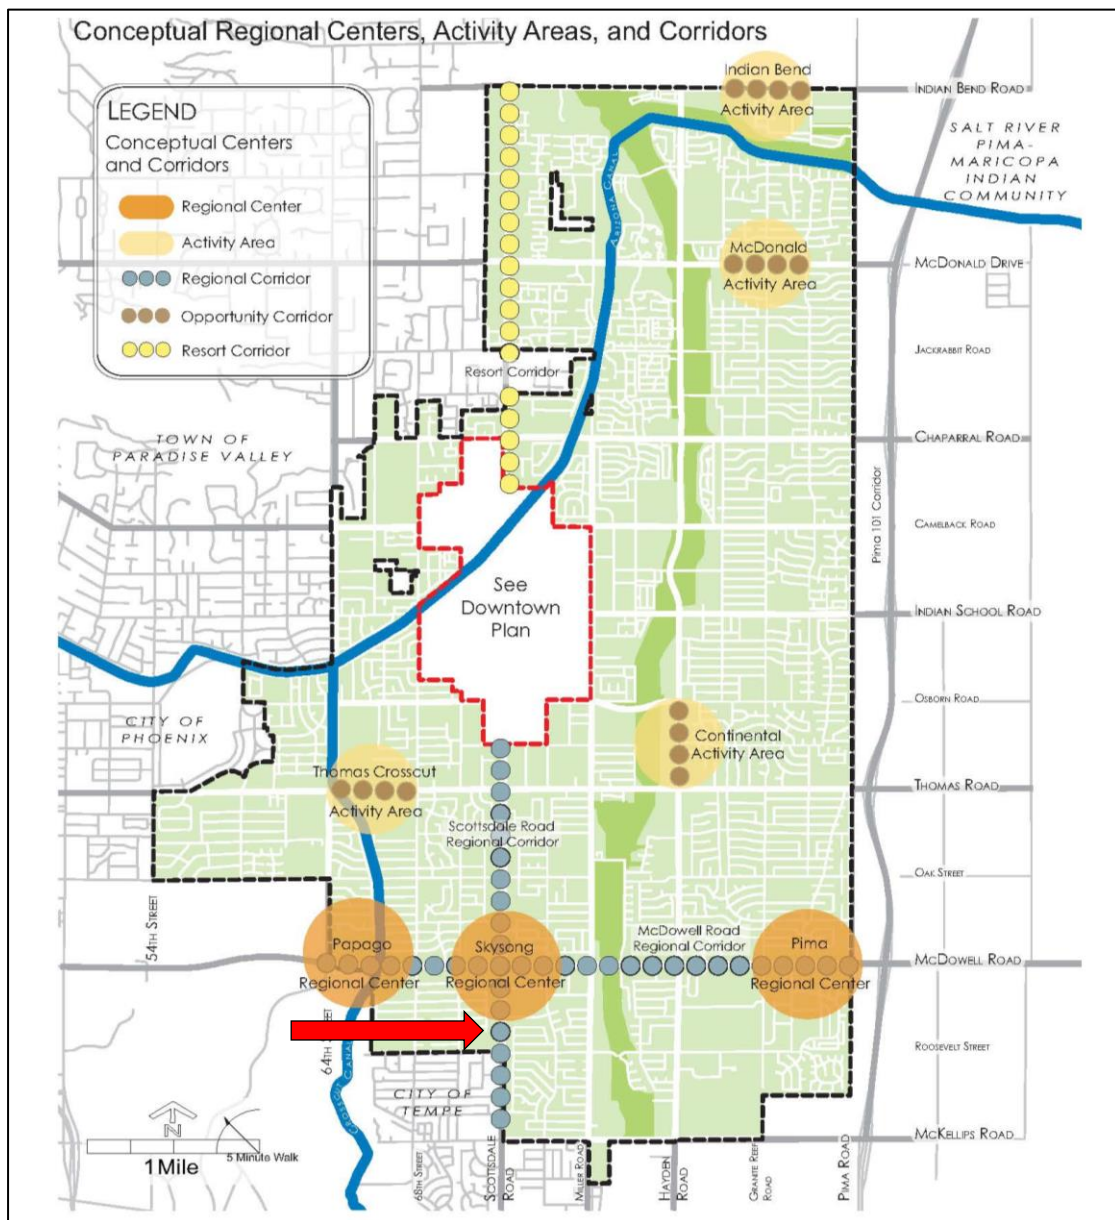 Conceptual Regional Centers, Activity Areas, and Corridors
LEGEND
Conceptual Centers
and Corridors
Regional Center
Activity Area
Regional Corridor
Opportunity Corridor
Resort Corridor
Indian Bend
Activity Area
INDIAN BEND ROAD
SALT RIVER
PIMA-
MARICOPA
INDIAN
COMMUNITY
ARIZONA CANAL
McDonald
Activity Area
McDONALD DRIVE
JACKRABBIT ROAD
Resort Corridor
TOWN OF
PARADISE VALLEY
CHAPARRAL ROAD
Pima 101 Corridor
CAMELBACK ROAD
See
Downtown
Plan
INDIAN SCHOOL ROAD
OSBORN ROAD
CITY OF
PHOENIX
Continental
Activity Area
Thomas Crosscut
Activity Area
THOMAS ROAD
Scottsdale Road
Regional Corridor
OAK STREET
54TH STREET
Papago
Regional Center
Skysong
Regional Center
McDowell Road
Regional Corridor
Pima
Regional Center
McDOWELL ROAD
64TH STREET
CROSSCUT CANAL
ROOSEVELT STREET
CITY OF
TEMPE
N
1 Mile
5 Minute Walk
McKELLIPS ROAD
68TH STREET
SCOTTSDALE
ROAD
MILLER ROAD
HAYDEN
ROAD
GRANITE REEF
ROAD
PIMA ROAD